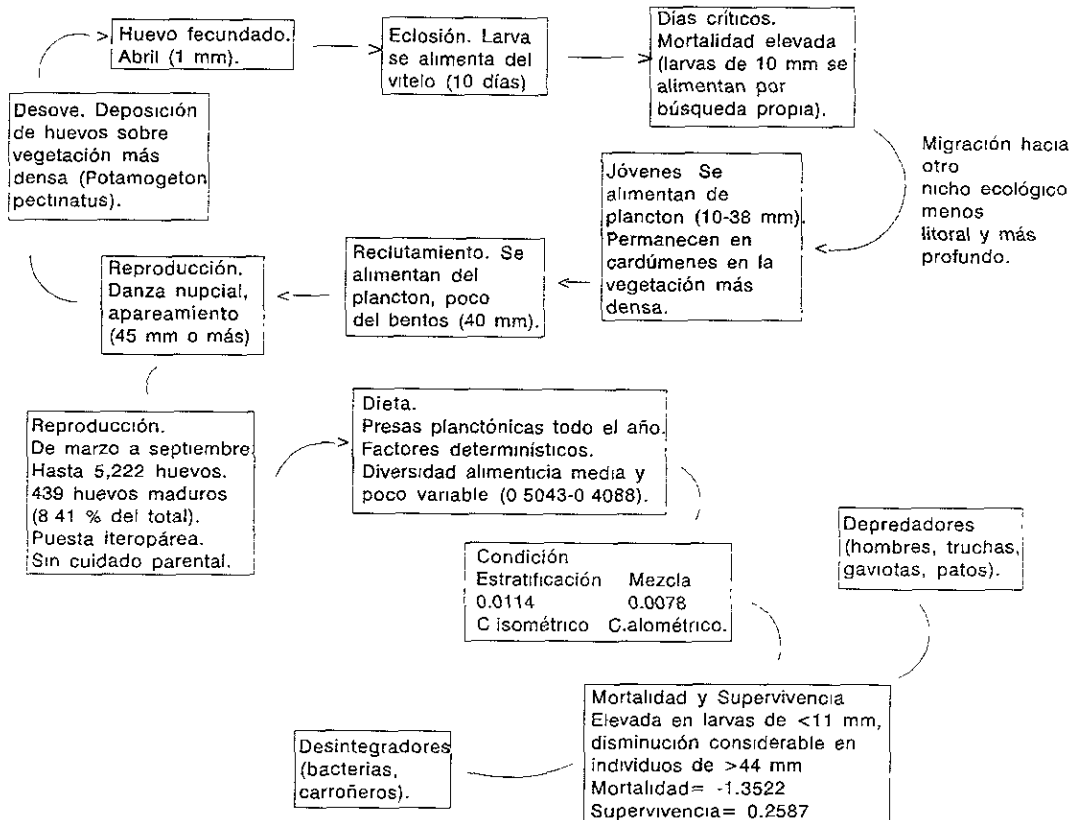 Huevo fecundado.
Abril (1 mm).
Eclosión. Larva
se alimenta del
vitelo (10 días)
Días críticos.
Mortalidad elevada
(larvas de 10 mm se
alimentan por
búsqueda propia).
Migración hacia
otro
nicho ecológico
menos
litoral y más
profundo.
Jóvenes Se
alimentan de
plancton (10-38 mm).
Permanecen en
cardúmenes en la
vegetación más
densa.
Reclutamiento. Se
alimentan del
plancton, poco
del bentos (40 mm).
Reproducción.
Danza nupcial,
apareamiento
(45 mm o más)
Desove. Deposición
de huevos sobre
vegetación más
densa (Potamogeton
pectinatus).
Reproducción.
De marzo a septiembre
Hasta 5,222 huevos.
439 huevos maduros
(8 41 % del total).
Puesta iteropárea.
Sin cuidado parental.
Dieta.
Presas planctónicas todo el año.
Factores determinísticos.
Diversidad alimenticia media y
poco variable (0 5043-0 4088).
Condición
Estratificación Mezcla
0.0114 0.0078
C isométrico C.alométrico.
Depredadores
(hombres, truchas,
gaviotas, patos).
Mortalidad y Supervivencia
Elevada en larvas de <11 mm,
disminución considerable en
individuos de >44 mm
Mortalidad= -1.3522
Supervivencia= 0.2587
Desintegradores
(bacterias,
carroñeros).